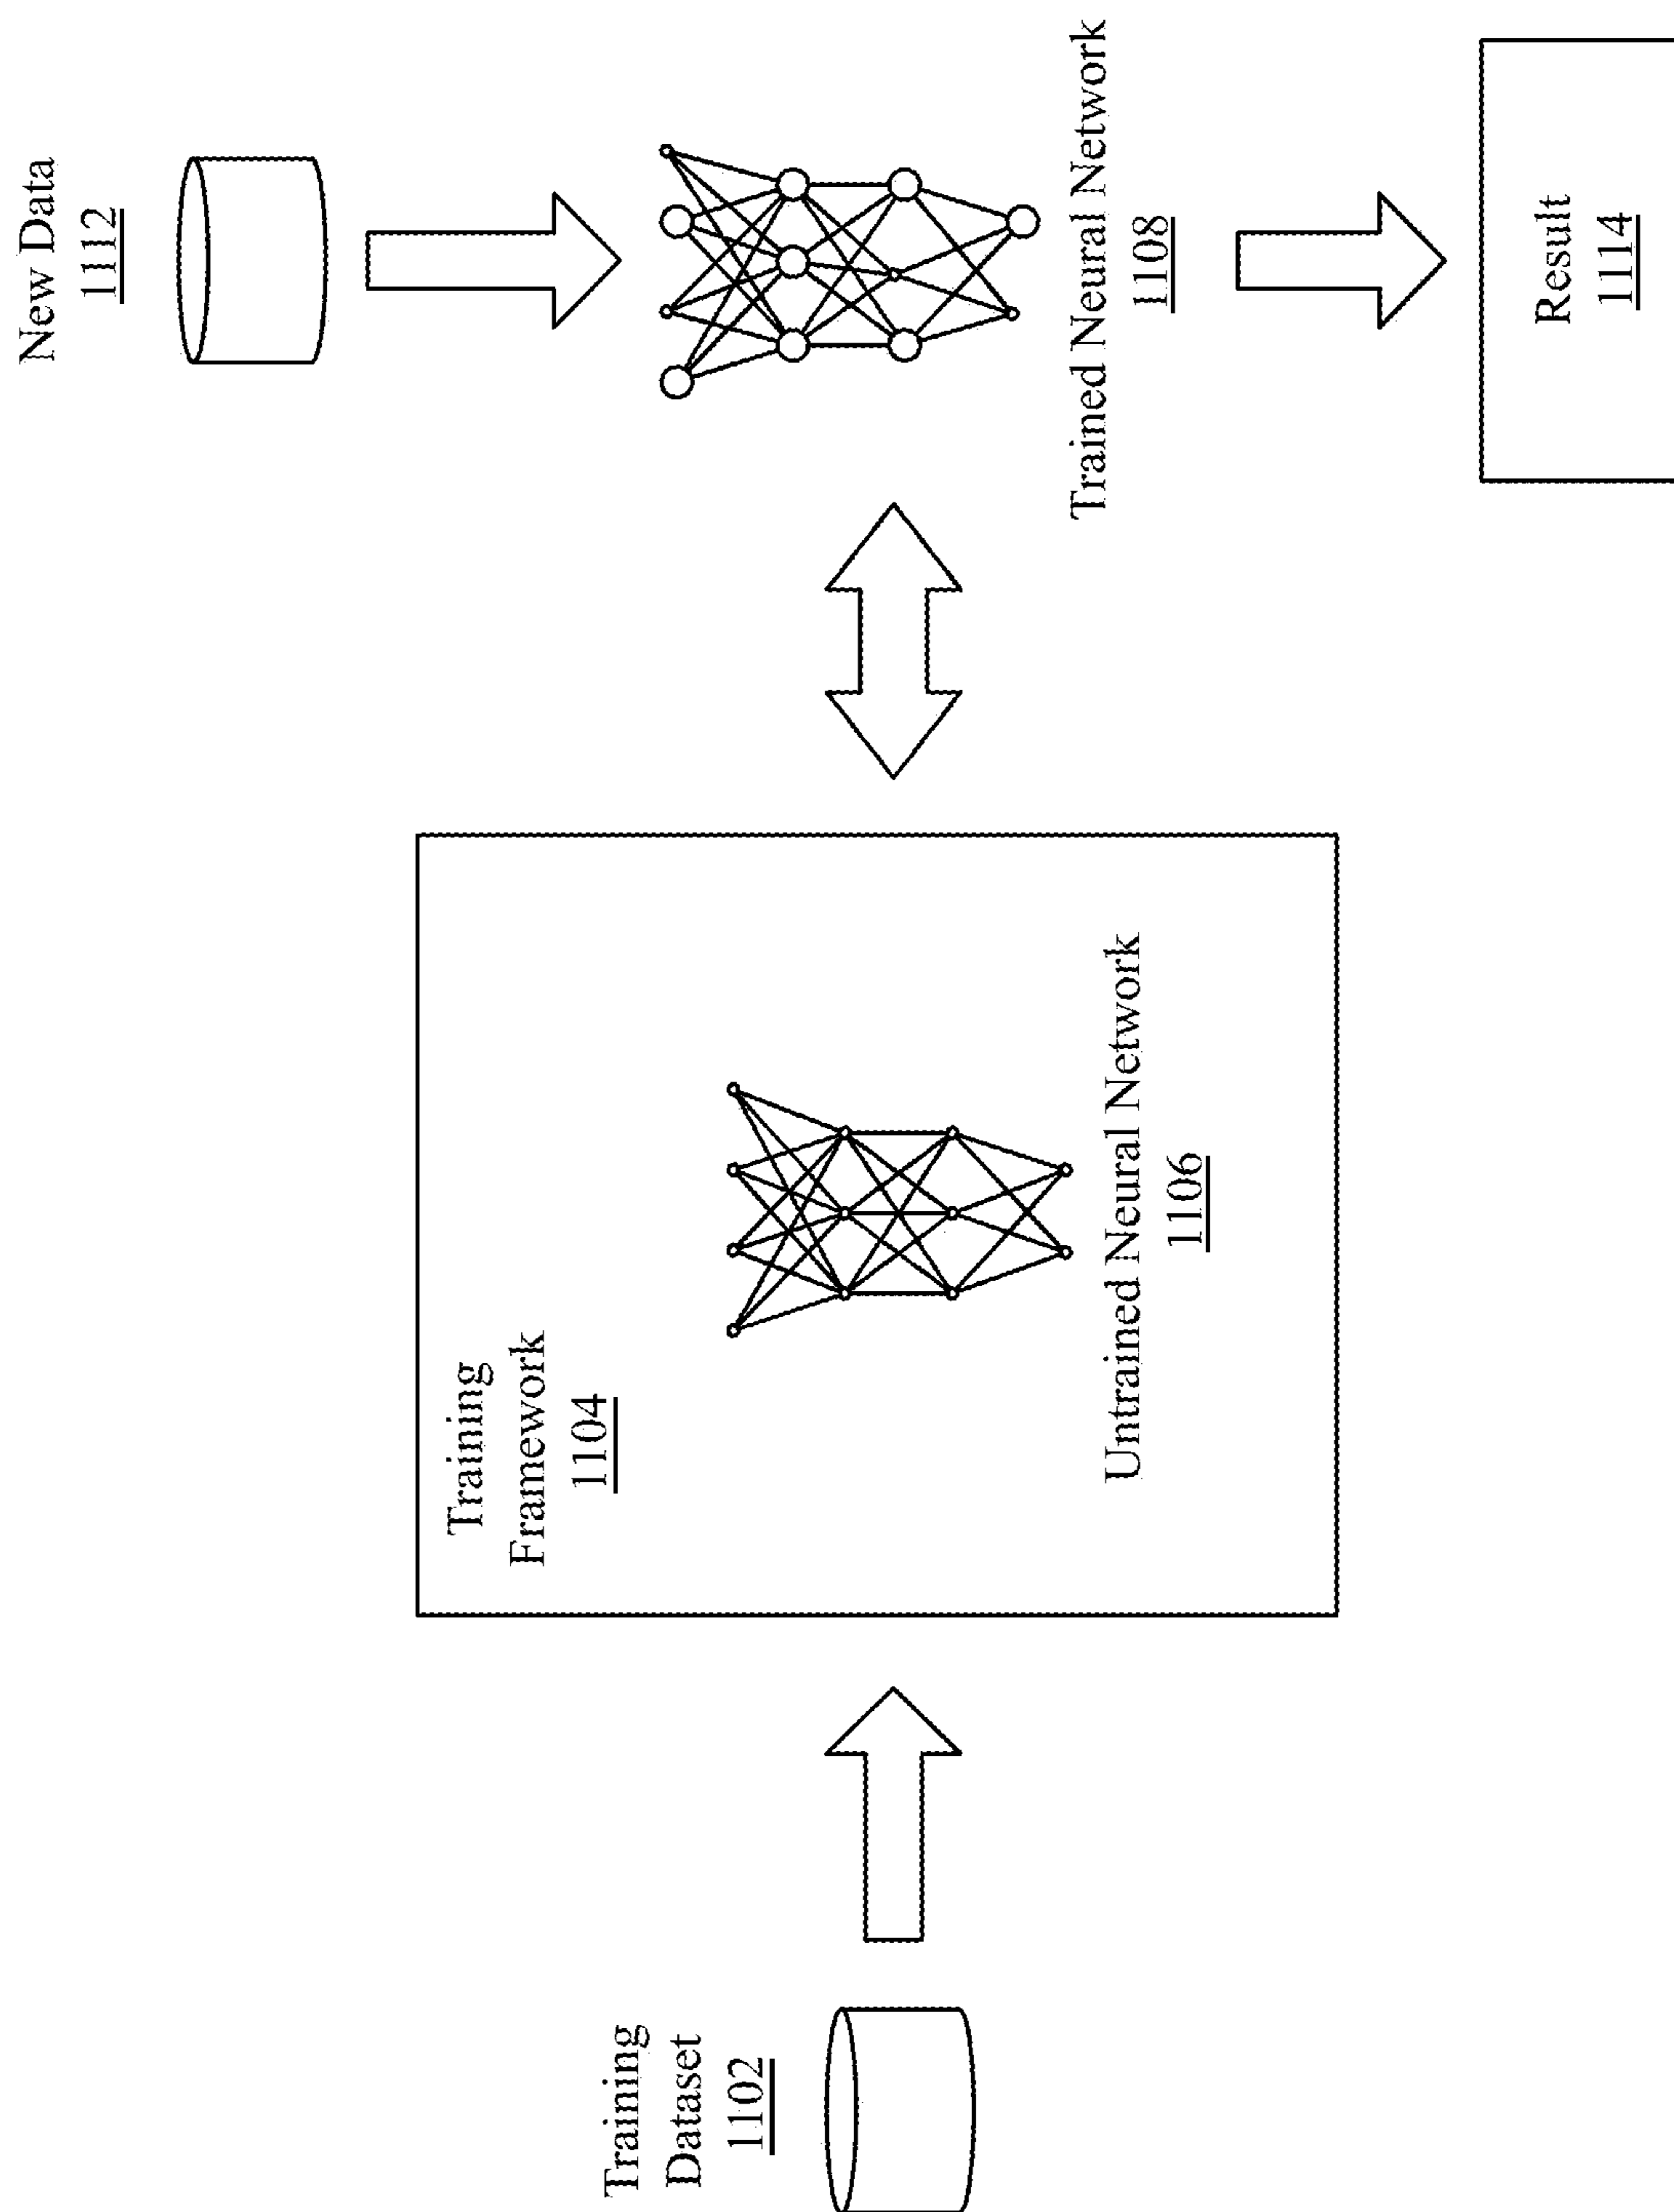 Training
Dataset
1102
Training
Framework
1104
Untrained Neural Network
1106
New Data
1112
Trained Neural Network
1108
Result
1114